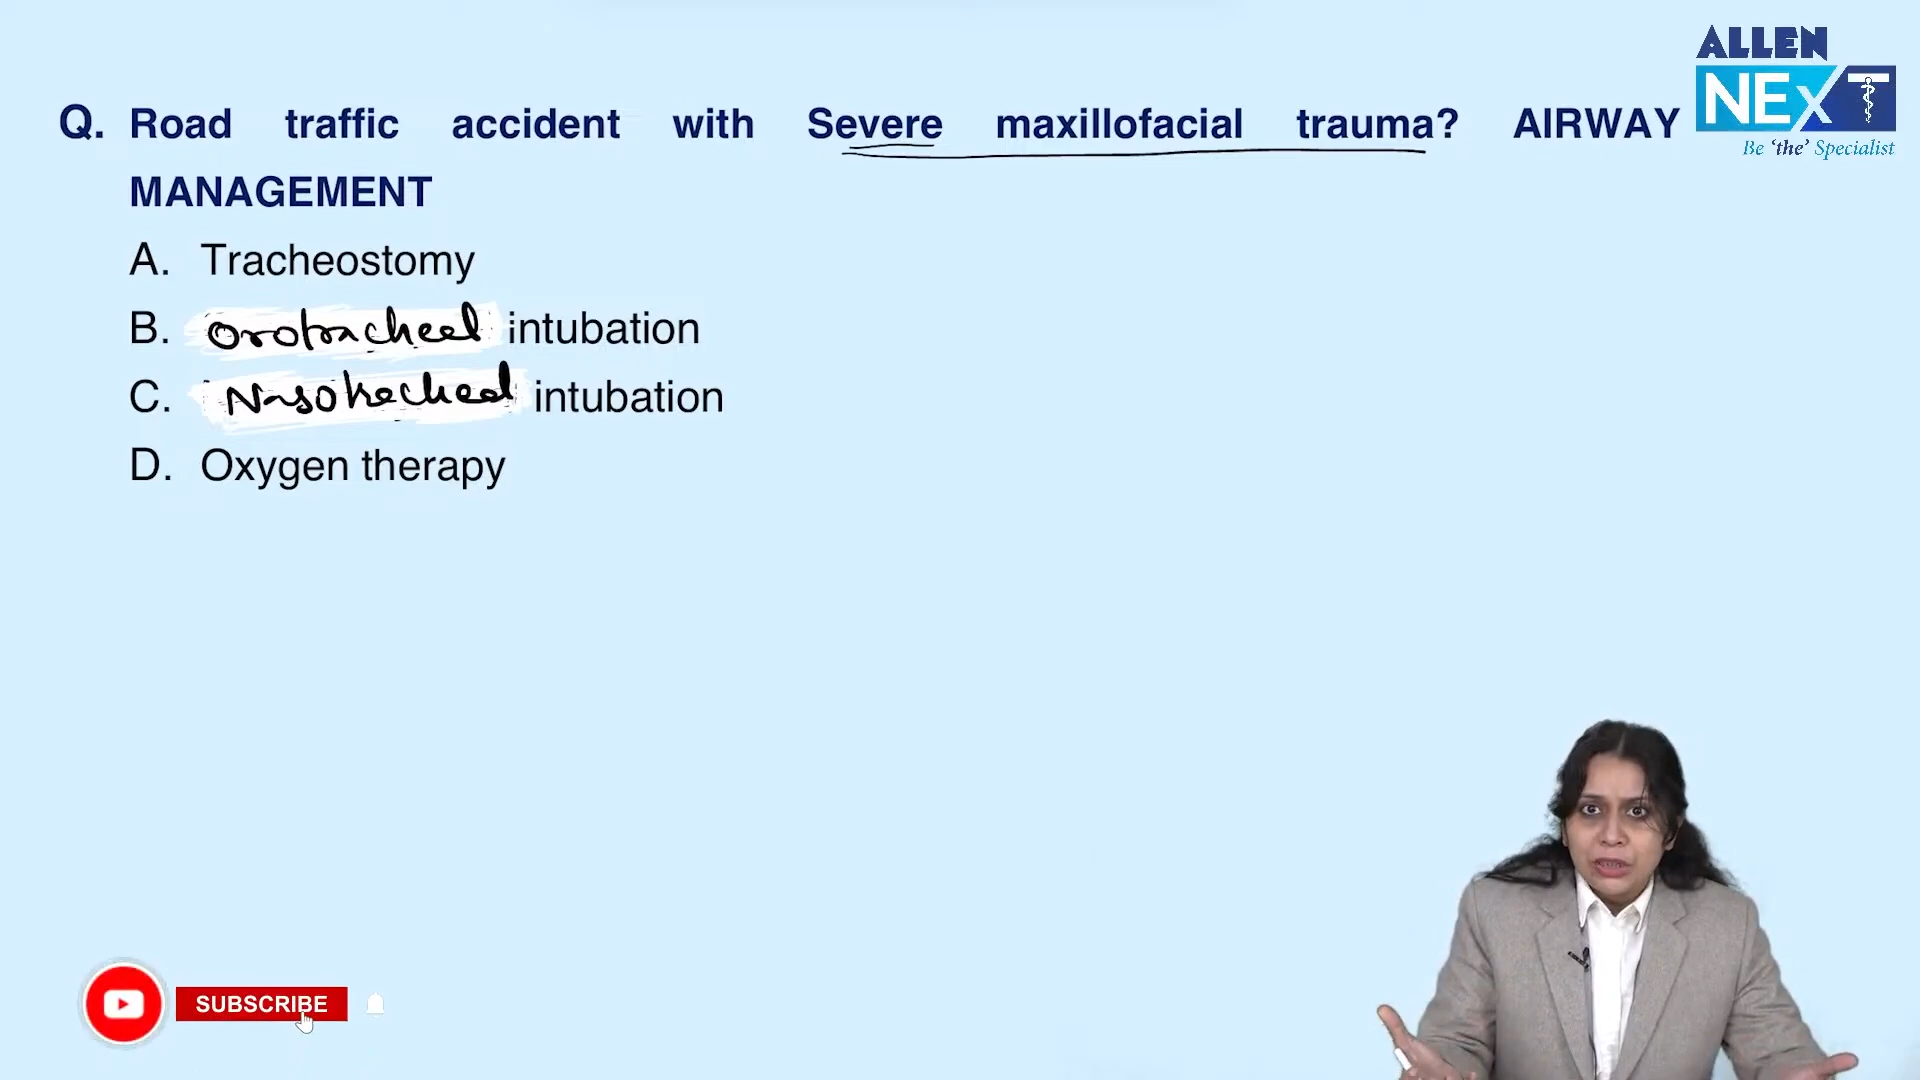 ALLEN
NExT
Be 'the' Specialist
Q. Road traffic accident with Severe maxillofacial trauma? AIRWAY
MANAGEMENT
A. Tracheostomy
B. Orotracheal intubation
C. Nasotracheal intubation
D. Oxygen therapy
SUBSCRIBE